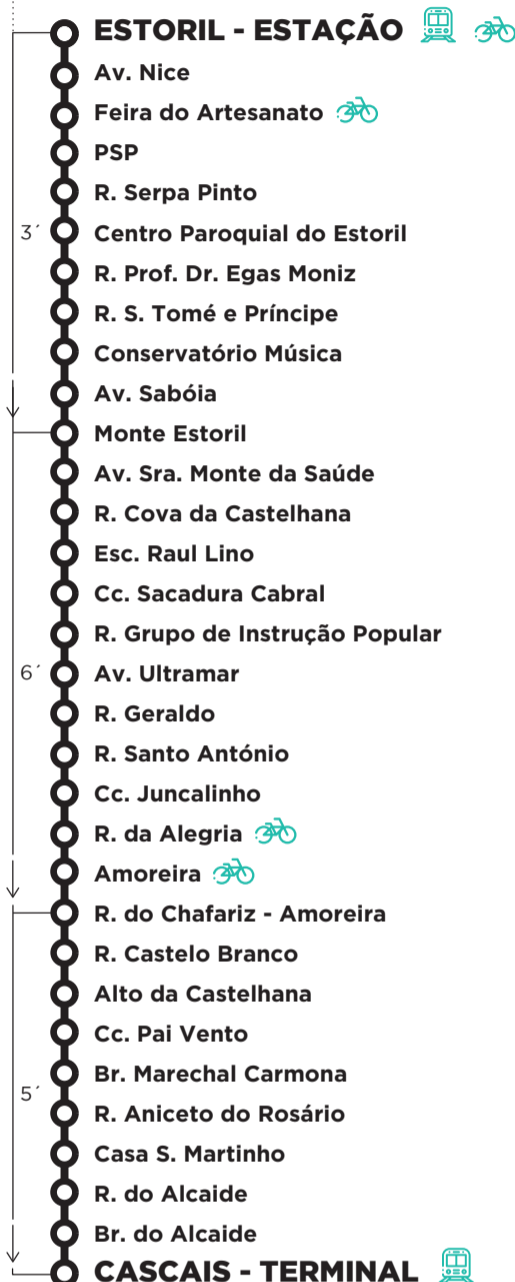 ESTORIL - ESTAÇÃO
Av. Nice
Feira do Artesanato
PSP
R. Serpa Pinto
3´ Centro Paroquial do Estoril
R. Prof. Dr. Egas Moniz
R. S. Tomé e Príncipe
Conservatório Música
Av. Sabóia
Monte Estoril
Av. Sra. Monte da Saúde
R. Cova da Castelhana
Esc. Raul Lino
Cc. Sacadura Cabral
R. Grupo de Instrução Popular
6´ Av. Ultramar
R. Geraldo
R. Santo António
Cc. Juncalinho
R. da Alegria
Amoreira
R. do Chafariz - Amoreira
R. Castelo Branco
Alto da Castelhana
Cc. Pai Vento
Br. Marechal Carmona
5´
R. Aniceto do Rosário
Casa S. Martinho
R. do Alcaide
Br. do Alcaide
CASCAIS - TERMINAL